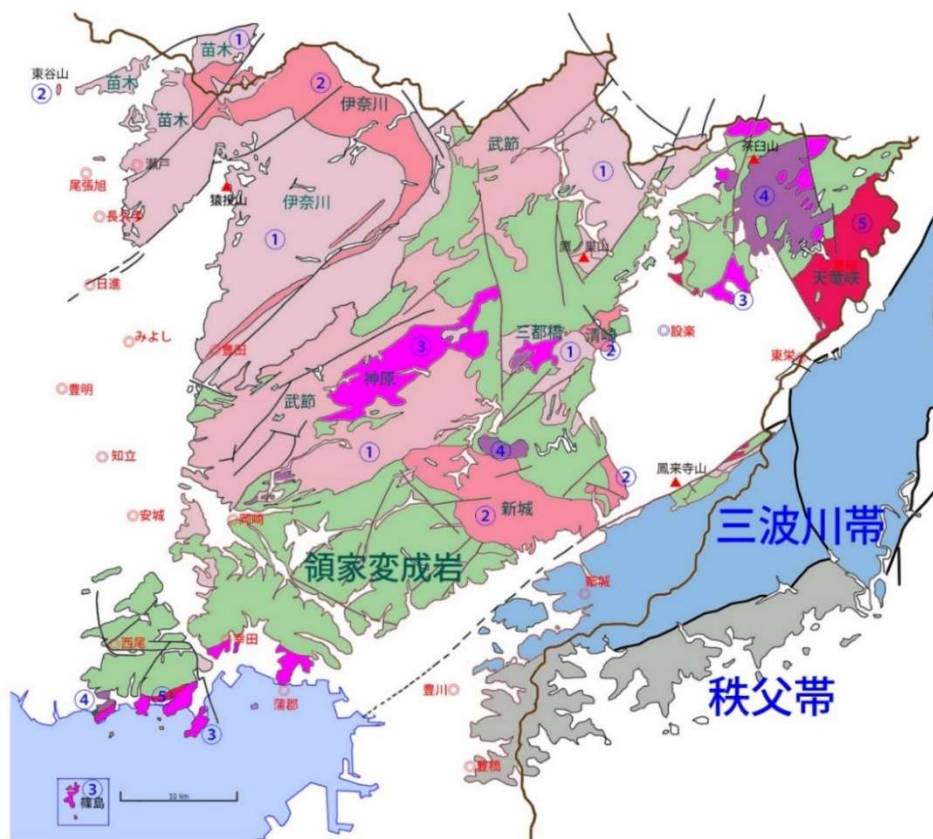 苗木
①
東谷山
②
苗木
②
伊奈川
苗木
武節
①
茶臼山
瀬戸
④
尾張旭
猿投山
伊奈川
⑤
長久手
①
天竜峡
日進
③
三都橋
清崎
設楽
みよし
豊田
③
①
②
東栄
神原
豊明
武節
①
④
知立
②
鳳来寺山
安城
岡崎
②
新城
三波川帯
領家変成岩
新城
西尾
幸田
④
⑤
蒲郡
豊川
秩父帯
③
豊橋
③
篠島
20 km